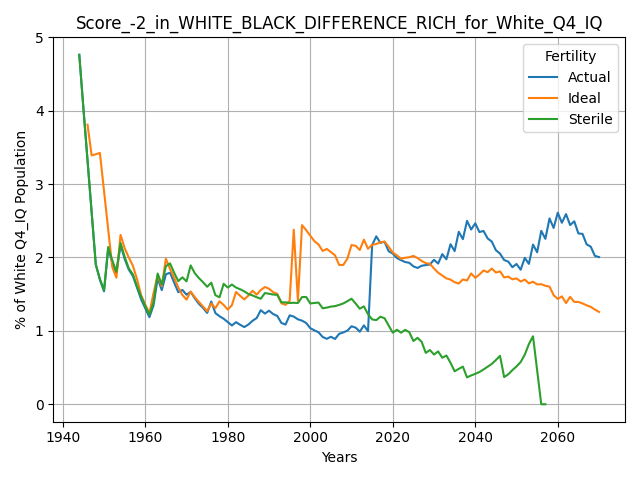 Score_-2_in_WHITE_BLACK_DIFFERENCE_RICH_for_White_Q4_IQ
% of White Q4_IQ Population
5
4
3
2
1
0
Fertility
Actual
Ideal
Sterile
1940 1960 1980 2000 2020 2040 2060
Years